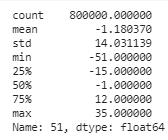 count    800000.000000
mean         -1.180370
std          14.031139
min         -51.000000
25%         -15.000000
50%          -1.000000
75%          12.000000
max          35.000000
Name: 51, dtype: float64